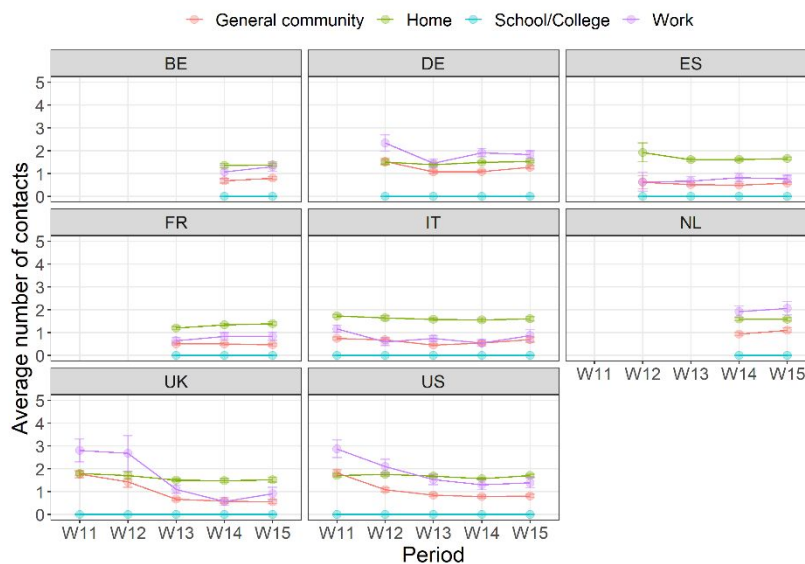 General community Home School/College Work
BE DE ES
5
4
3
2
1
0
FR IT NL
5
4
3
2
1
0
W11 W12 W13 W14 W15
UK US
5
4
3
2
1
0
W11 W12 W13 W14 W15 W11 W12 W13 W14 W15
Period
Average number of contacts